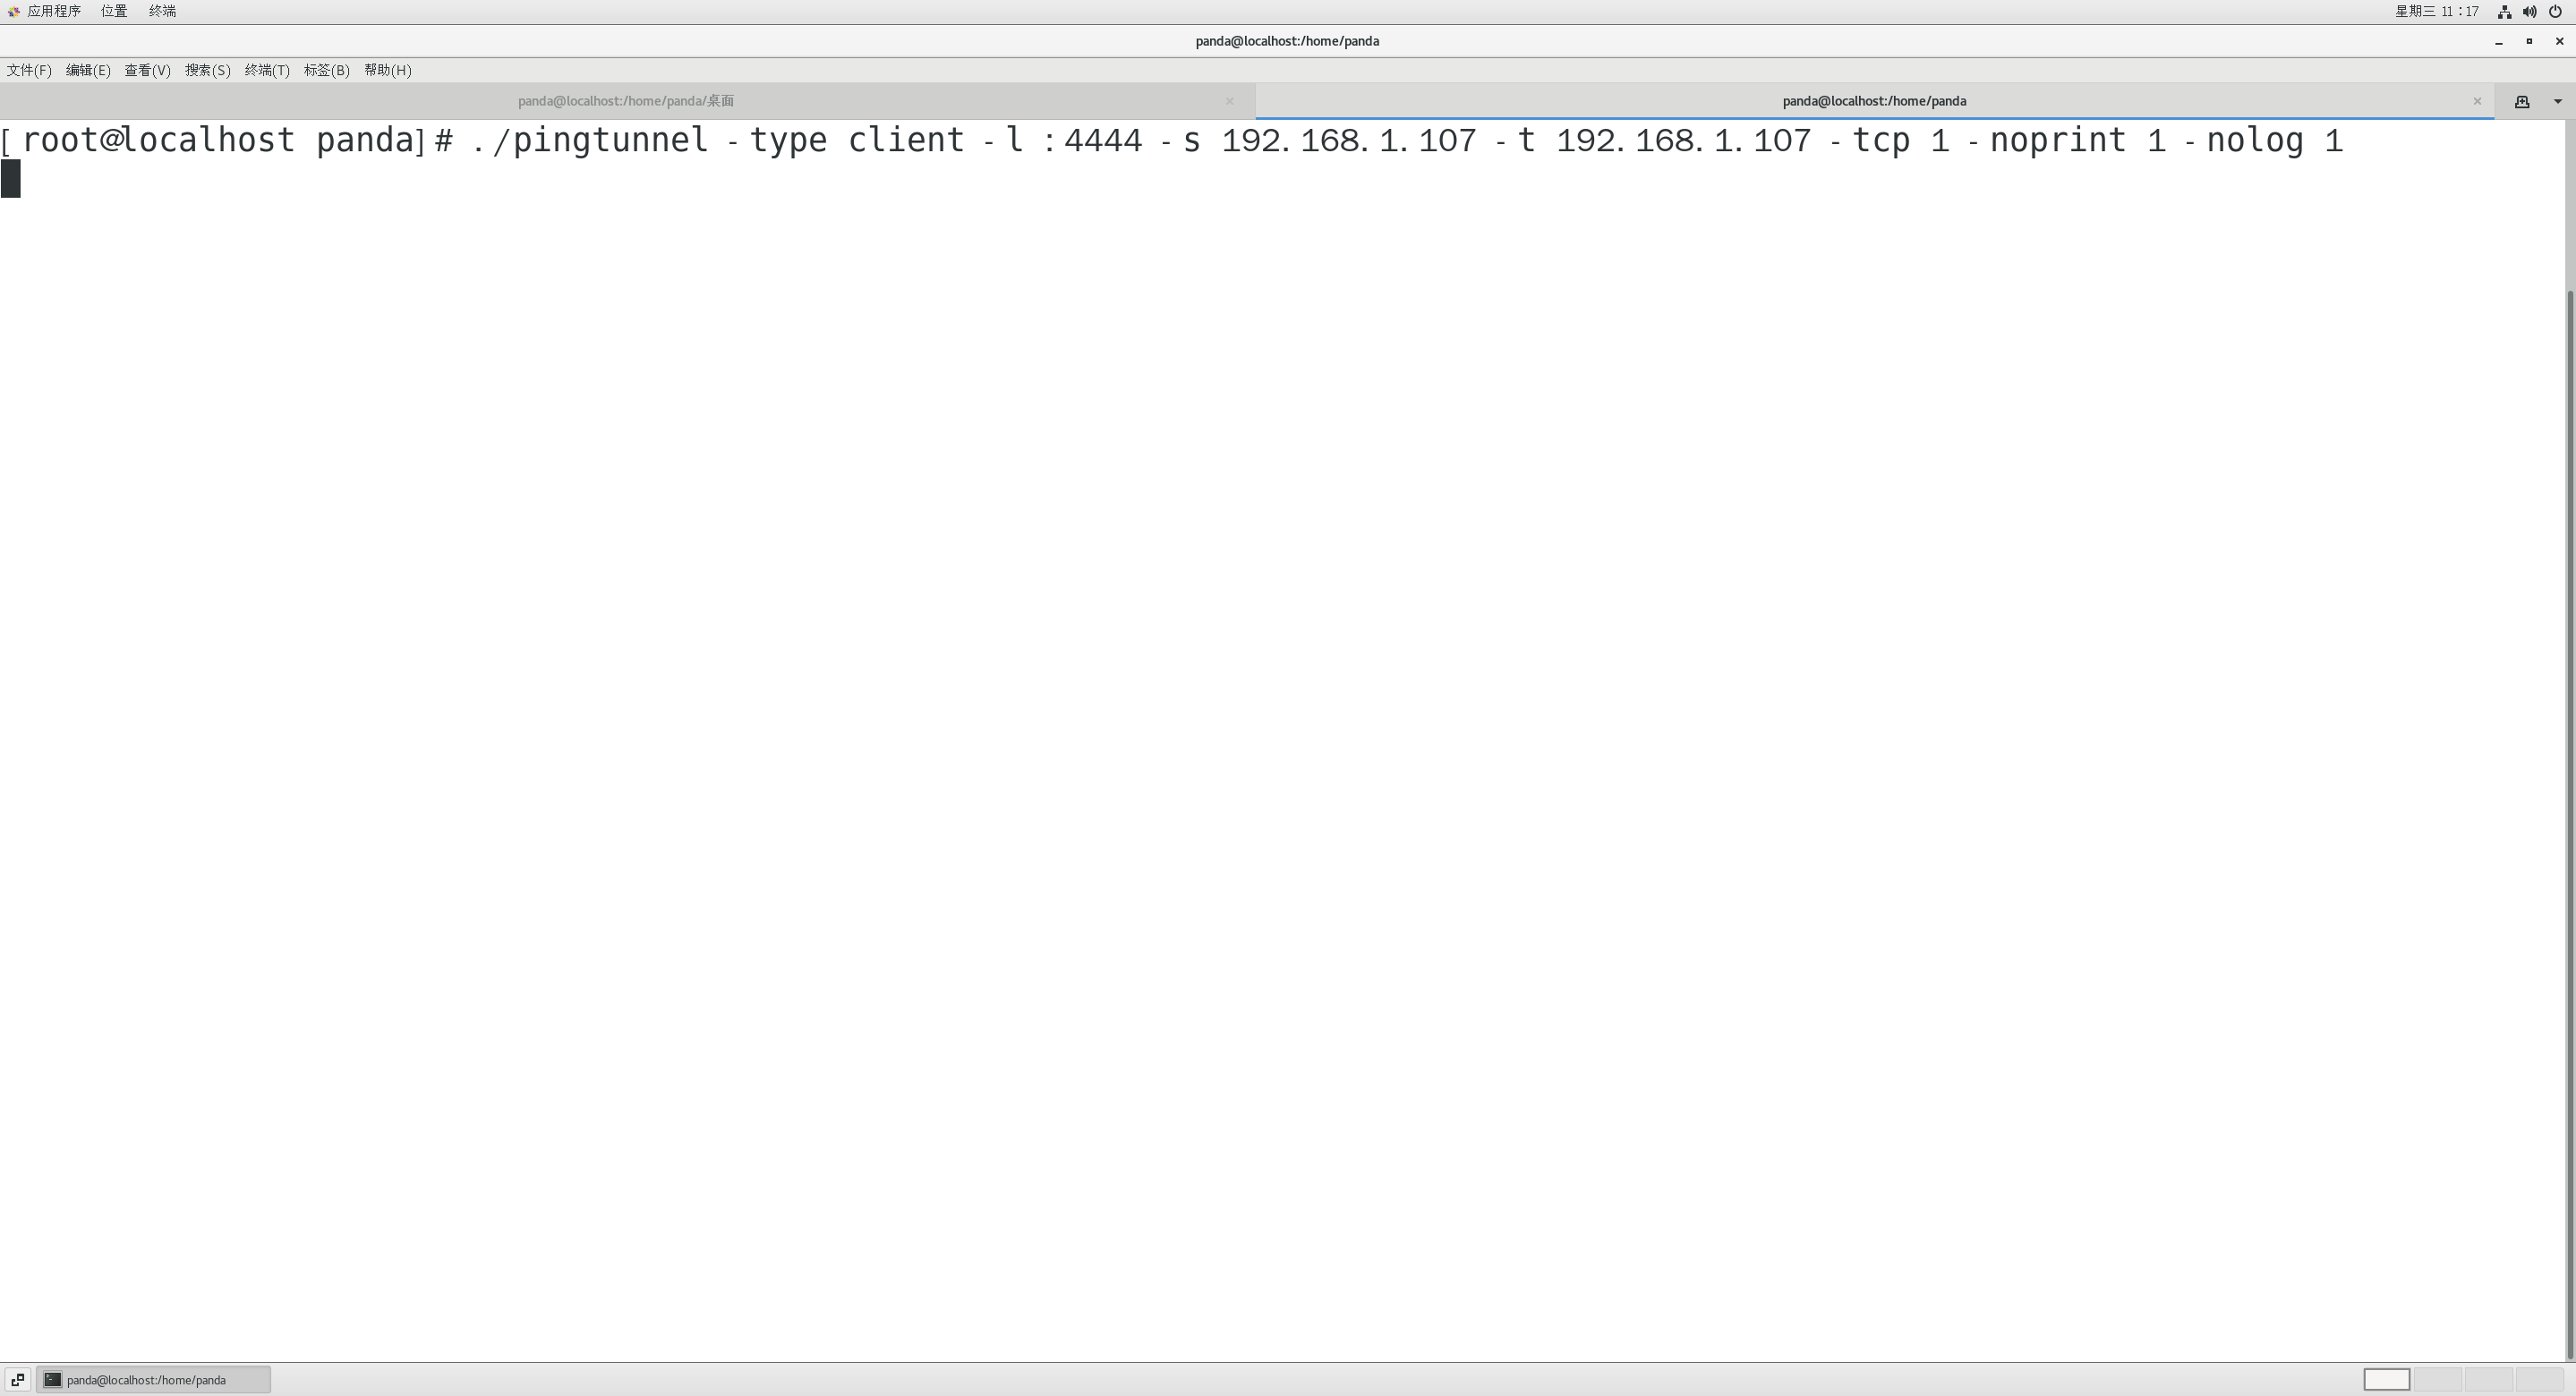 应用程序 位置 终端 星期三 11：17
panda@localhost:/home/panda
文件(F) 编辑(E) 查看(V) 搜索(S) 终端(T) 标签(B) 帮助(H)
panda@localhost:/home/panda/桌面 panda@localhost:/home/panda
[root@localhost panda]# ./pingtunnel -type client -l :4444 -s 192.168.1.107 -t 192.168.1.107 -tcp 1 -noprint 1 -nolog 1
panda@localhost:/home/panda